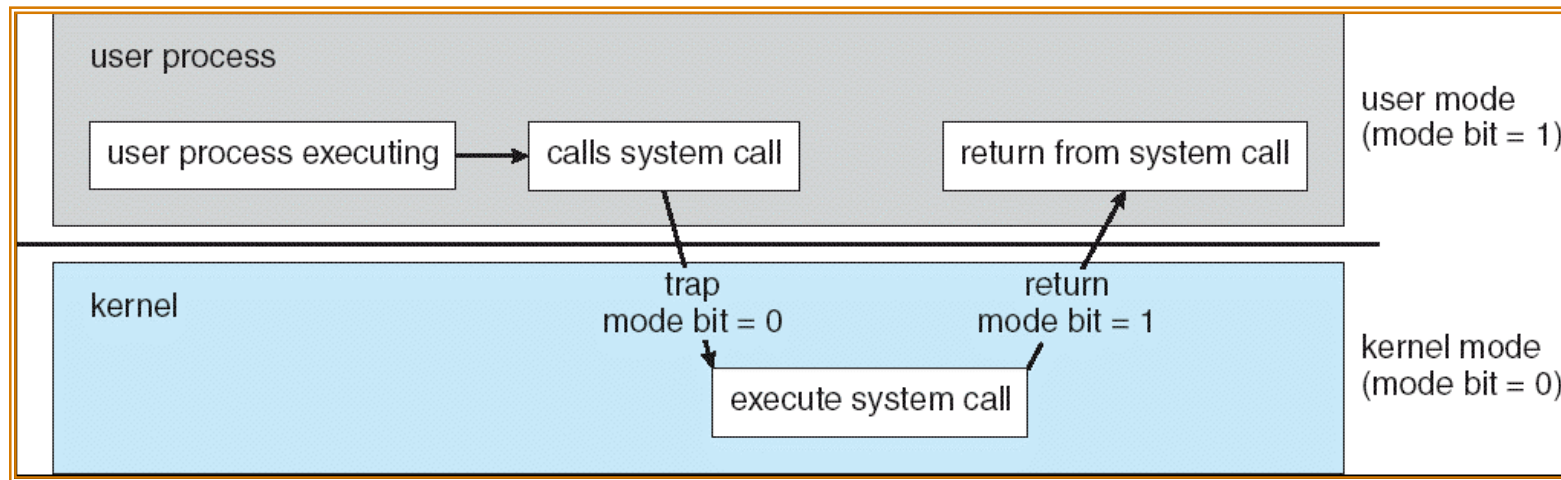 user process
user process executing
calls system call
return from system call
user mode
(mode bit = 1)
kernel
trap
mode bit = 0
return
mode bit = 1
execute system call
kernel mode
(mode bit = 0)